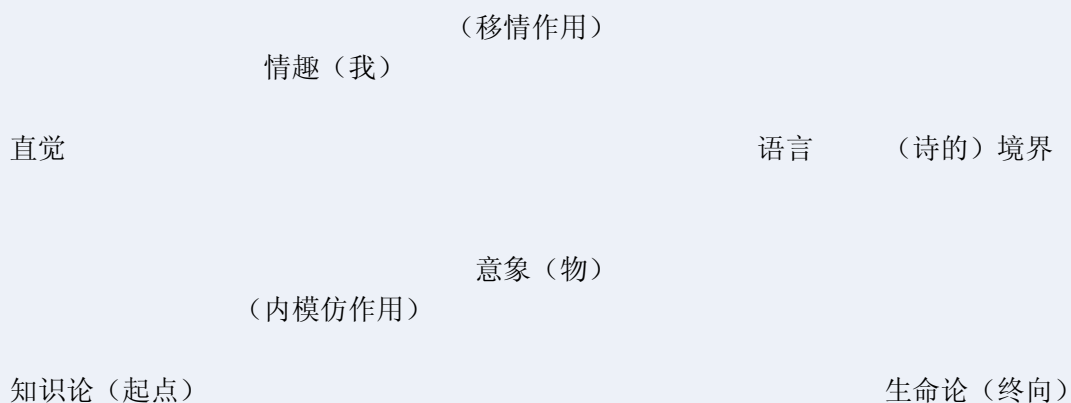 （移情作用）
情趣（我）
直觉 语言 （诗的）境界
意象（物）
（内模仿作用）
知识论（起点） 生命论（终向）